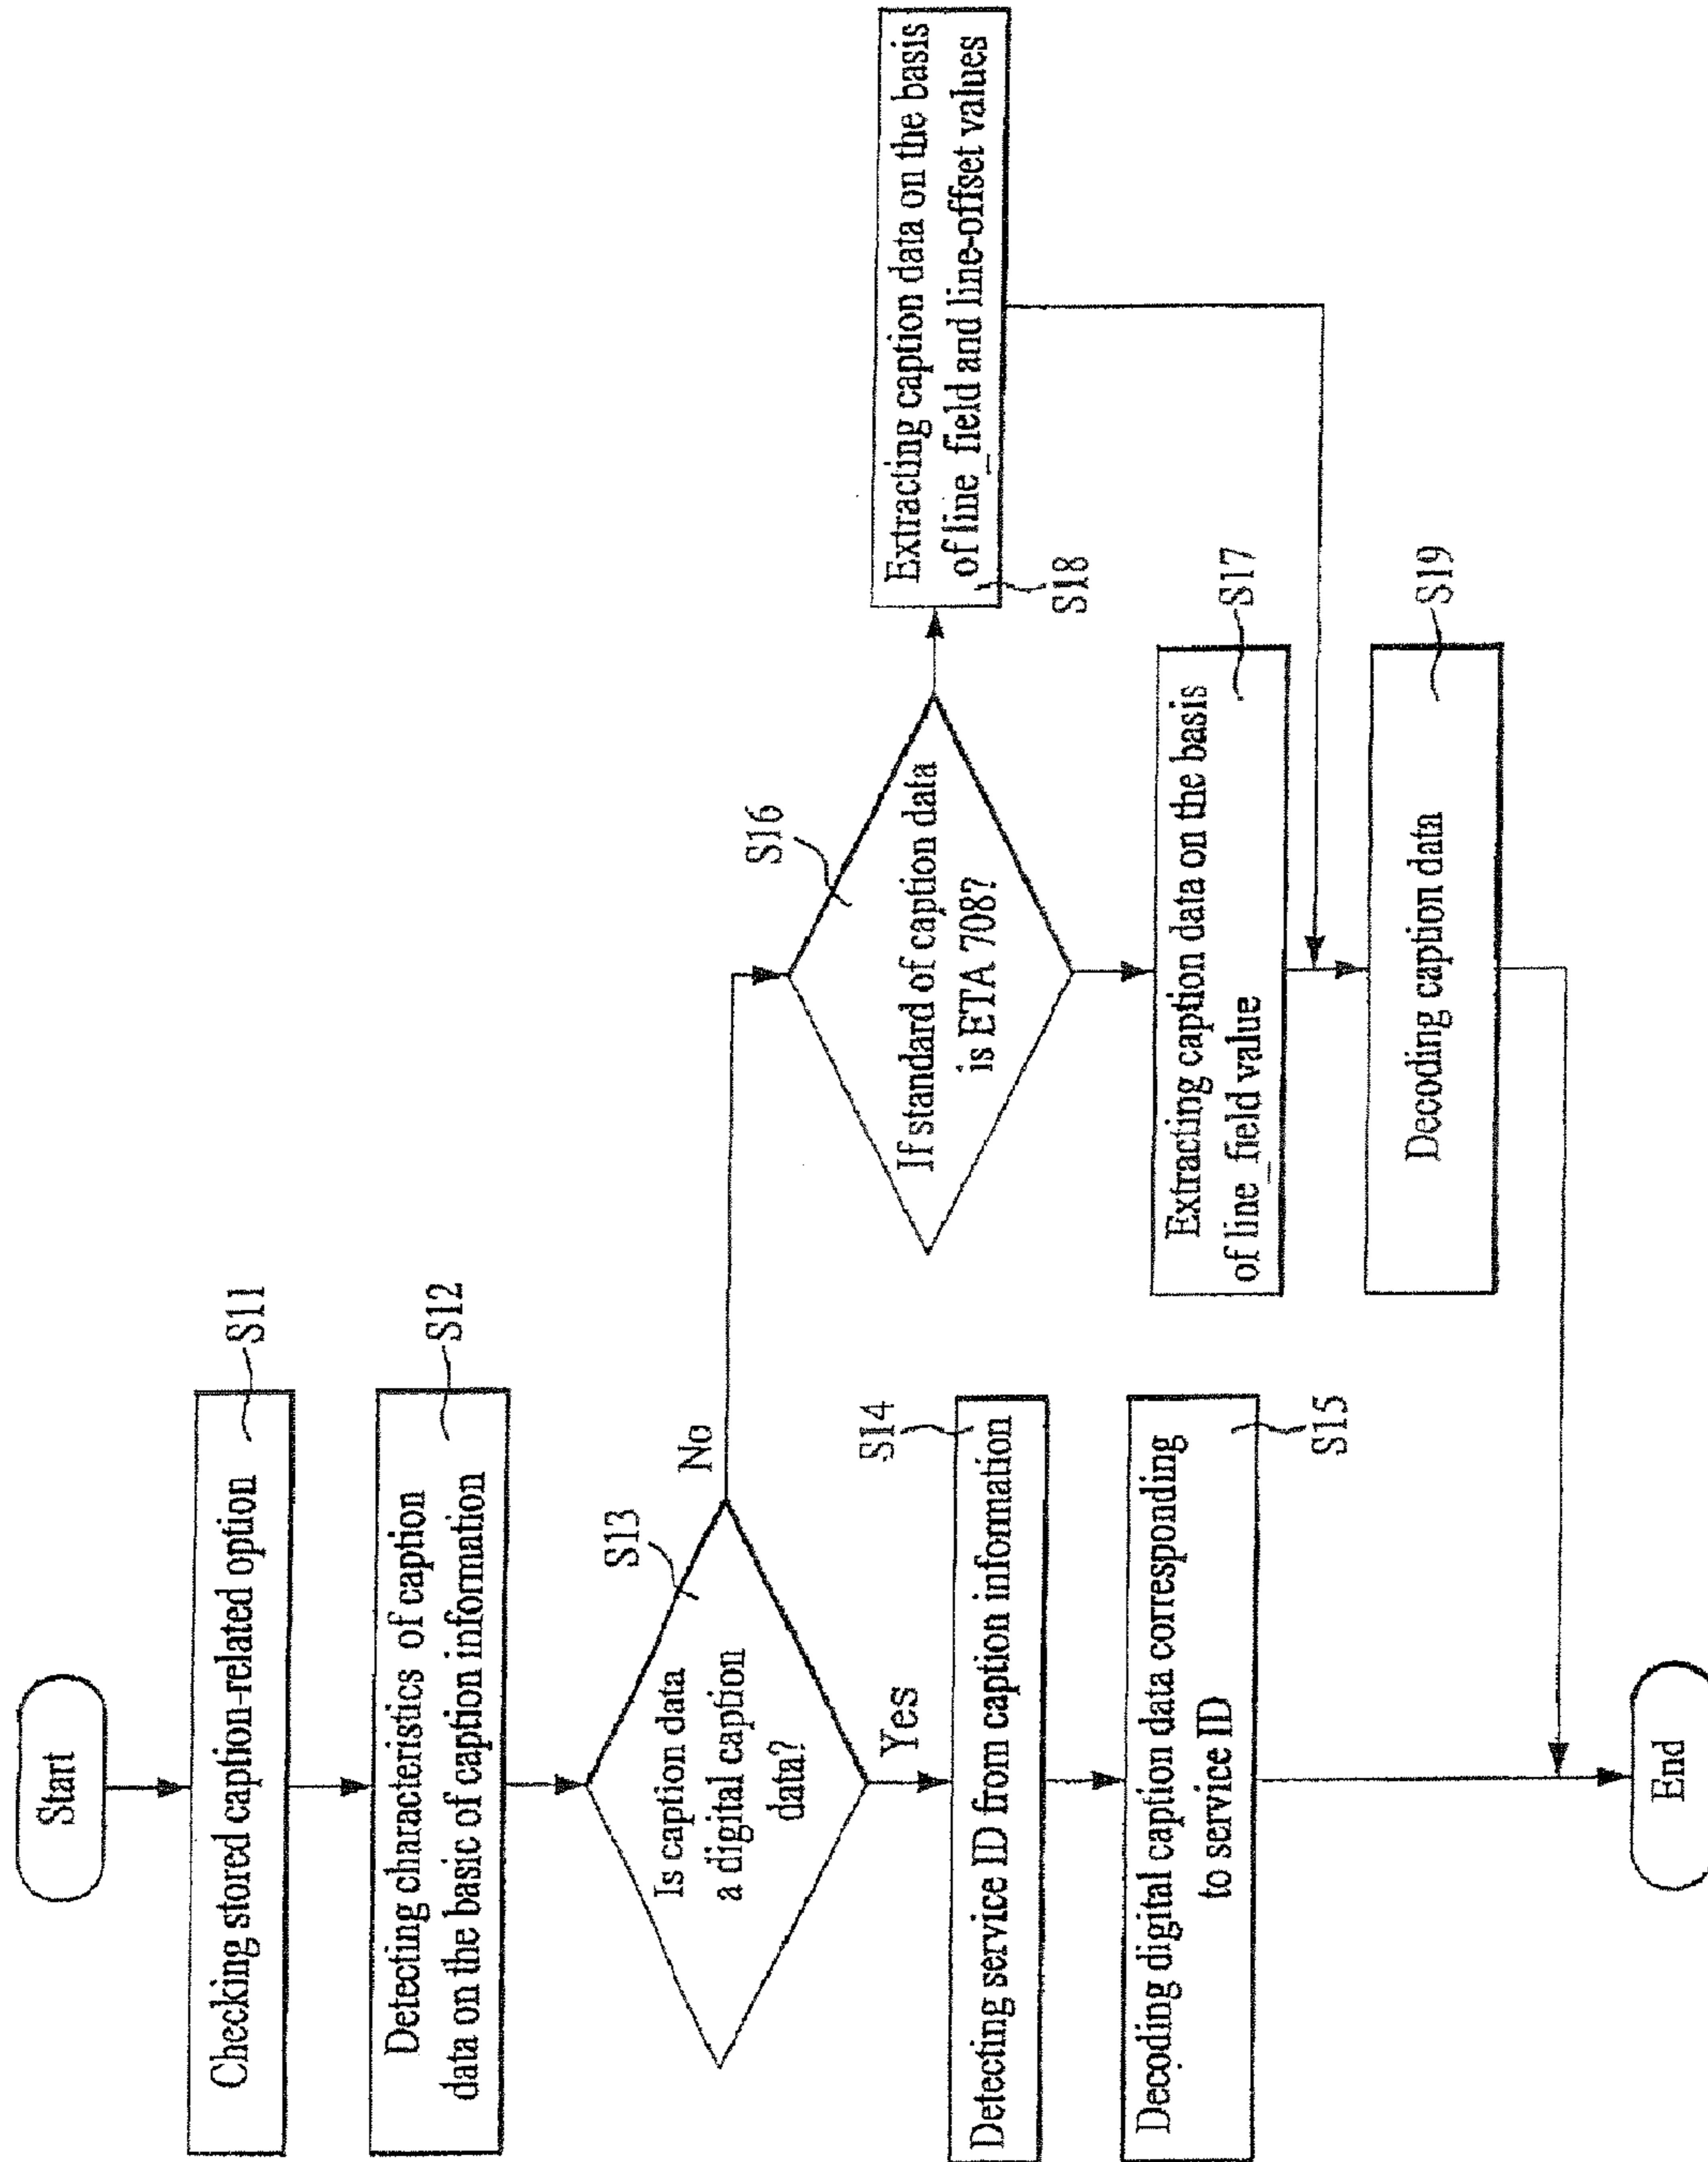 Start
Checking stored caption-related option
S11
Detecting characteristics of caption
data on the basic of caption information
S12
Is caption data
a digital caption
data?
S13
No
Yes
Detecting service ID from caption information
S14
Decoding digital caption data corresponding
to service ID
S15
If standard of caption data
is ETA 708?
S16
Extracting caption data on the basis
of line_field value
S17
Extracting caption data on the basis
of line_field and line-offset values
S18
Decoding caption data
S19
End